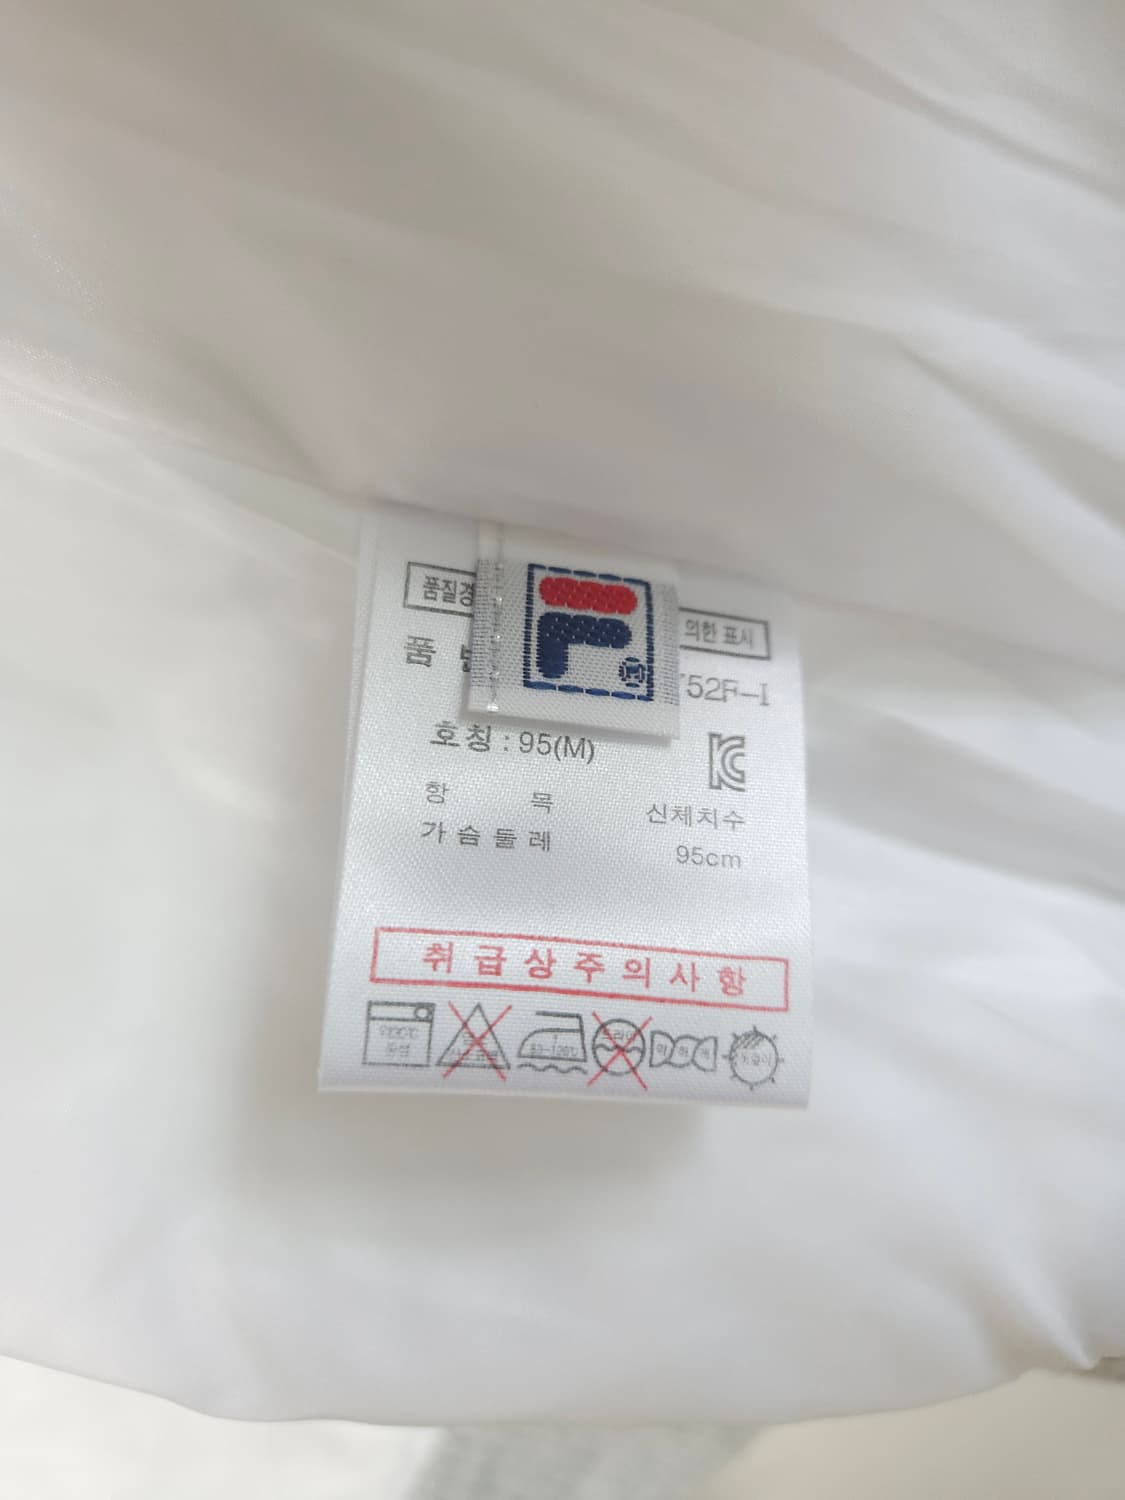 품질경
의한 표시
품
752F-I
호칭 : 95(M)
항 목 신체치수
가슴둘레 95cm
취급상주의사항